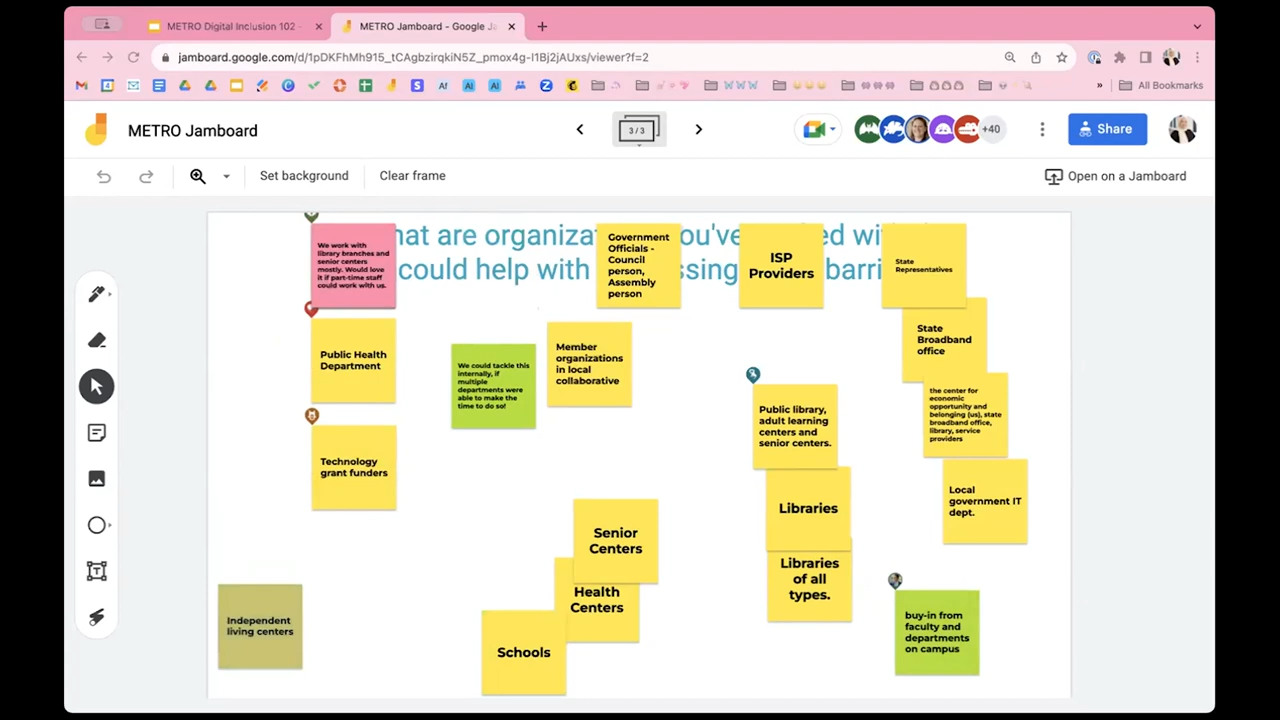 METRO Digital Inclusion 102
METRO Jamboard - Google Ja
jamboard.google.com/d/1pDKFhMh915_tCAgbzirqkiN5Z_pmox4g-I1Bj2jAUxs/viewer?f=2
All Bookmarks
METRO Jamboard
3/3
+40
Share
Set background
Clear frame
Open on a Jamboard
hat are organiza
ou've
ed wi
could help with
ssing
barri
We work with
library branches and
senior centers
mostly. Would love
it if part-time staff
could work with us.
Government
Officials -
Council
person,
Assembly
person
ISP
Providers
State
Representatives
Public Health
Department
We could tackle this
internally, if
multiple
departments were
able to make the
time to do so!
Member
organizations
in local
collaborative
State
Broadband
office
Public library,
adult learning
centers and
senior centers.
the center for
economic
opportunity and
belonging (us), state
broadband office,
library, service
providers
Technology
grant funders
Libraries
Local
government IT
dept.
Senior
Centers
Libraries
of all
types.
Health
Centers
Independent
living centers
Schools
buy-in from
faculty and
departments
on campus